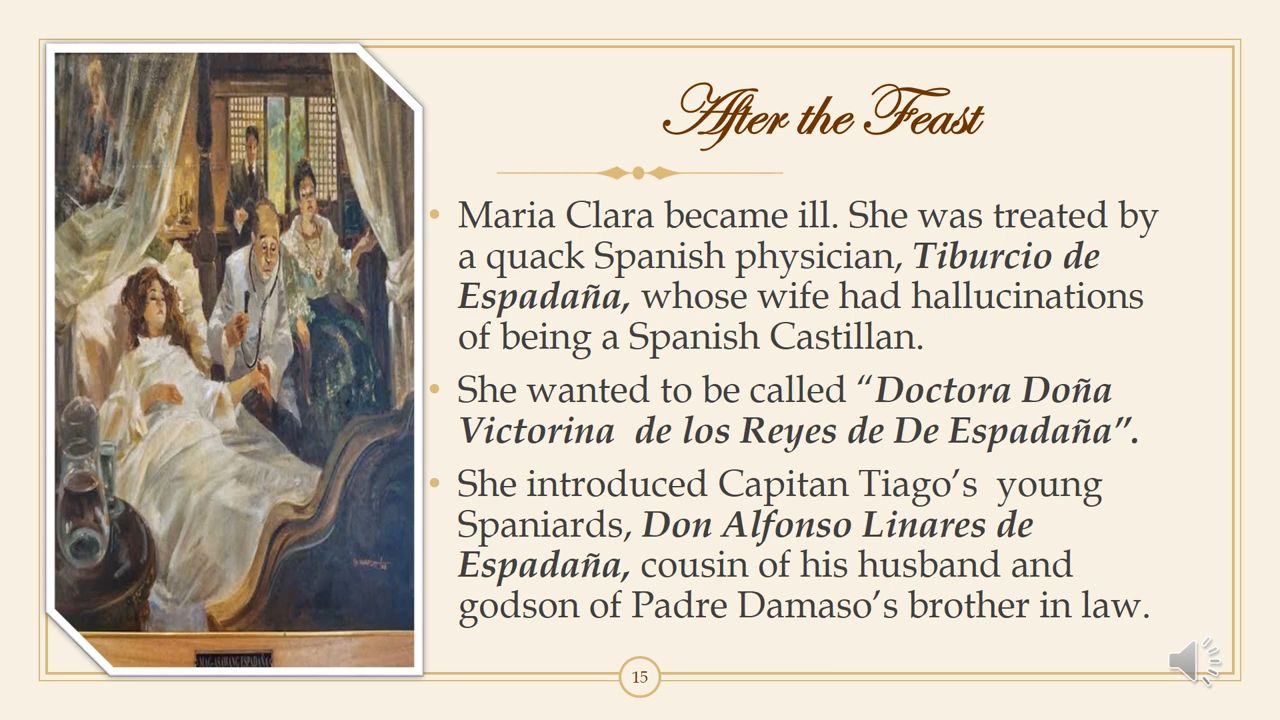 After the Feast
• Maria Clara became ill. She was treated by
a quack Spanish physician, Tiburcio de
Espadaña, whose wife had hallucinations
of being a Spanish Castillan.
• She wanted to be called “Doctora Doña
Victorina  de los Reyes de De Espadaña”.
• She introduced Capitan Tiago’s  young
Spaniards, Don Alfonso Linares de
Espadaña, cousin of his husband and
godson of Padre Damaso’s brother in law.
15